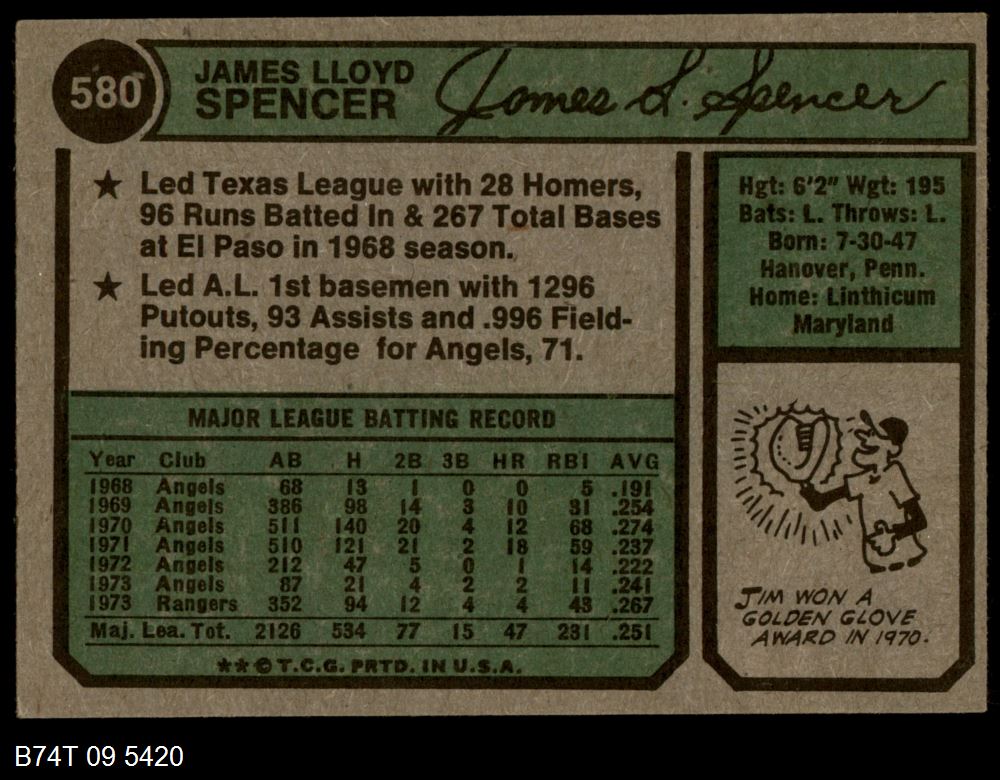 580
JAMES LLOYD
SPENCER
James L. Spencer
★ Led Texas League with 28 Homers,
96 Runs Batted In & 267 Total Bases
at El Paso in 1968 season.
★ Led A.L. 1st basemen with 1296
Putouts, 93 Assists and .996 Field-
ing Percentage for Angels, 71.
Hgt: 6'2" Wgt: 195
Bats: L. Throws: L.
Born: 7-30-47
Hanover, Penn.
Home: Linthicum
Maryland
MAJOR LEAGUE BATTING RECORD
Year Club AB H 2B 3B HR RBI AVG
1968 Angels 68 13 1 0 0 5 .191
1969 Angels 386 98 14 3 10 31 .254
1970 Angels 511 140 20 4 12 68 .274
1971 Angels 510 121 21 2 18 59 .237
1972 Angels 212 47 5 0 1 14 .222
1973 Angels 87 21 4 2 2 11 .241
1973 Rangers 352 94 12 4 4 43 .267
Maj. Lea. Tot. 2126 534 77 15 47 231 .251
★★©T.C.G. PRTD. IN U.S.A.
JIM WON A
GOLDEN GLOVE
AWARD IN 1970.
B74T 09 5420